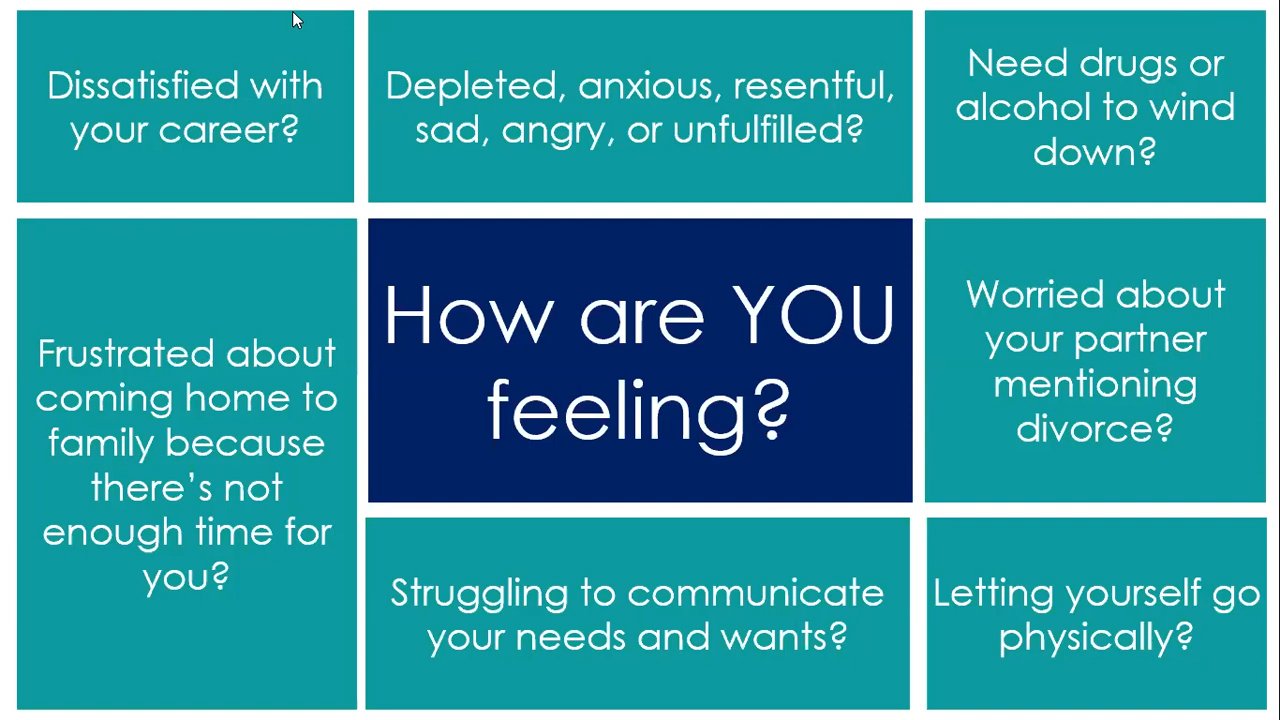 Dissatisfied with
your career?
Depleted, anxious, resentful,
sad, angry, or unfulfilled?
Need drugs or
alcohol to wind
down?
Frustrated about
coming home to
family because
there’s not
enough time for
you?
How are YOU
feeling?
Worried about
your partner
mentioning
divorce?
Struggling to communicate
your needs and wants?
Letting yourself go
physically?